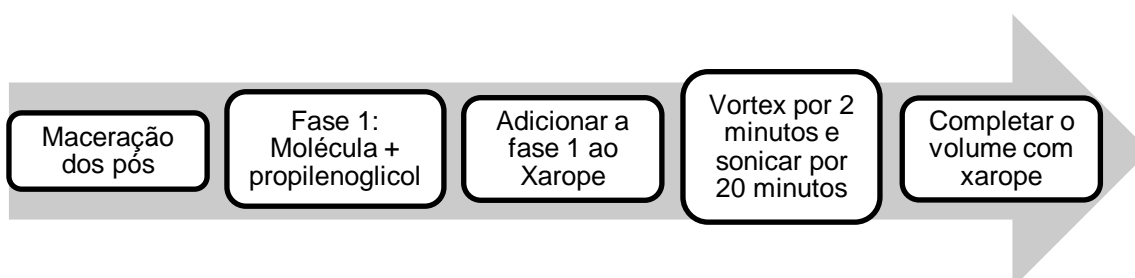 Maceração
dos pós
Fase 1:
Molécula +
propilenoglicol
Adicionar a
fase 1 ao
Xarope
Vortex por 2
minutos e
sonicar por
20 minutos
Completar o
volume com
xarope